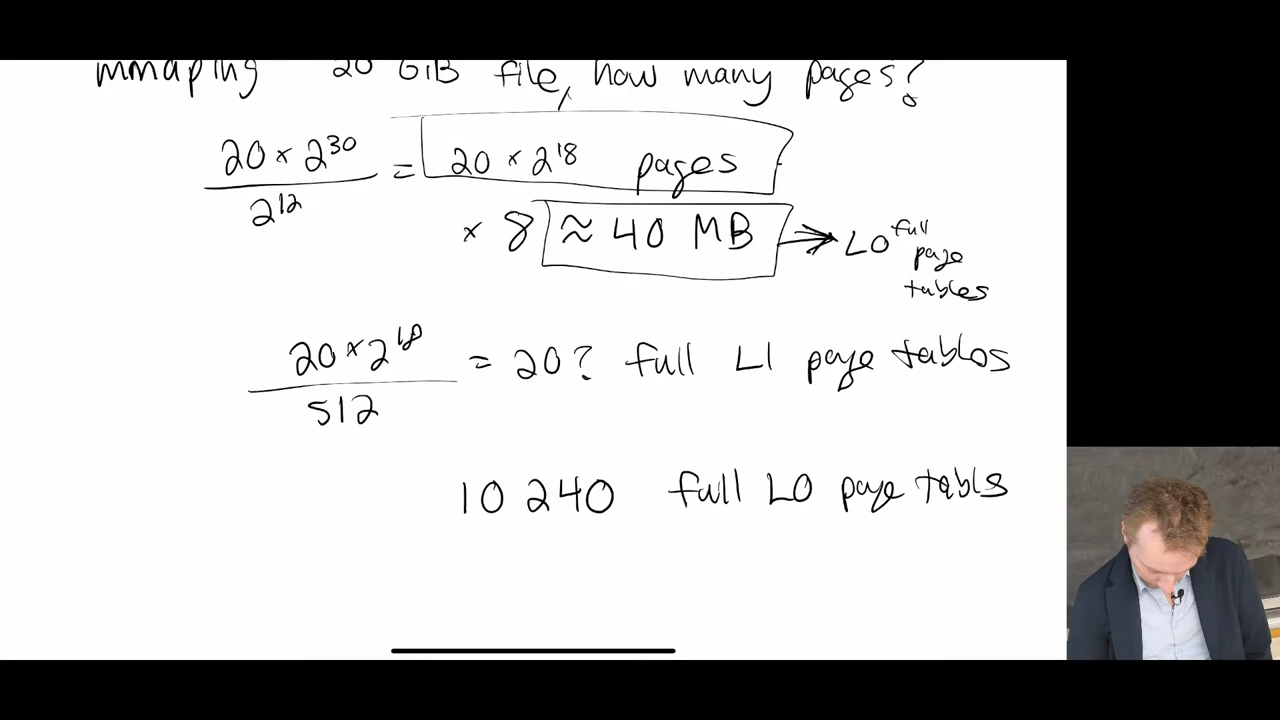 mmaping 20 GiB file, how many pages?
20 × 2^30 / 2^12 = 20 × 2^18 pages
× 8 ≈ 40 MB → L0 full page tables
20 × 2^18 / 512 = 20? full L1 page tables
10 240 full L0 page tables